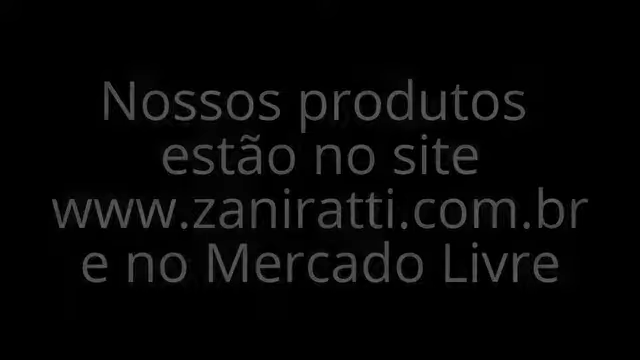 Nossos produtos
estão no site
www.zaniratti.com.br
e no Mercado Livre